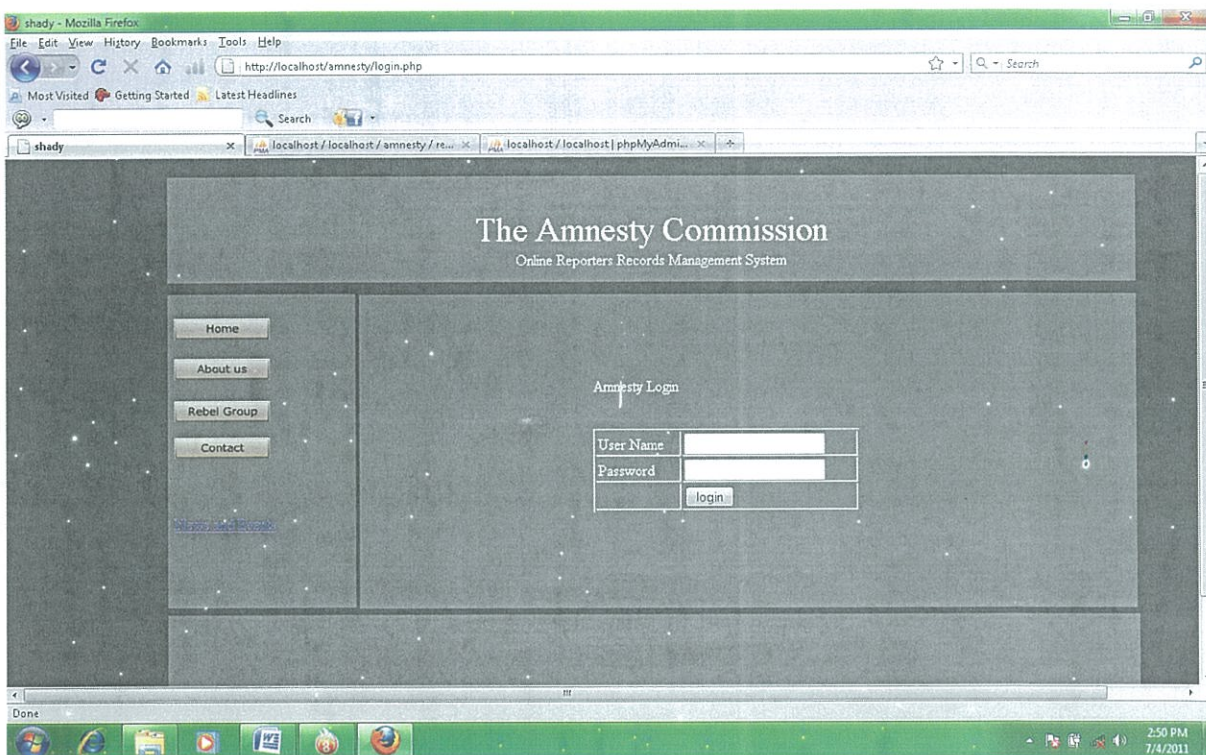 shady - Mozilla Firefox
File Edit View History Bookmarks Tools Help
http://localhost/amnesty/login.php
Search
Most Visited Getting Started Latest Headlines
Search
shady
localhost / localhost / amnesty / re...
localhost / localhost | phpMyAdmi...
The Amnesty Commission
Online Reporters Records Management System
Home
About us
Rebel Group
Contact
Amnesty Login
User Name
Password
login
Done
2:50 PM
7/4/2011